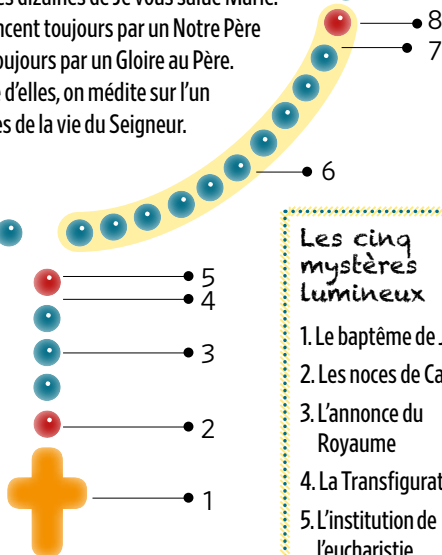 es dizaines de Je vous salue Marie.
ncent toujours par un Notre Père
oujours par un Gloire au Père.
d'elles, on médite sur l'un
es de la vie du Seigneur.
8
7
6
5
4
3
2
1
Les cinq
mystères
lumineux
1. Le baptême de J
2. Les noces de Ca
3. L'annonce du
Royaume
4. La Transfigurat
5. L'institution de
l'eucharistie